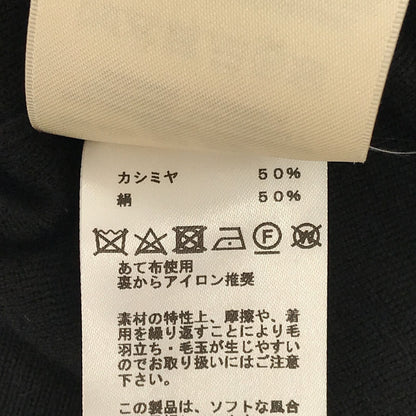 カシミヤ 50%
絹 50%
F W
あて布使用
裏からアイロン推奨
素材の特性上、摩擦や、着
用を繰り返すことにより毛
羽立ち・毛玉が生じやすい
のでお取り扱いにはご注意
下さい。
この製品は、ソフトな風合